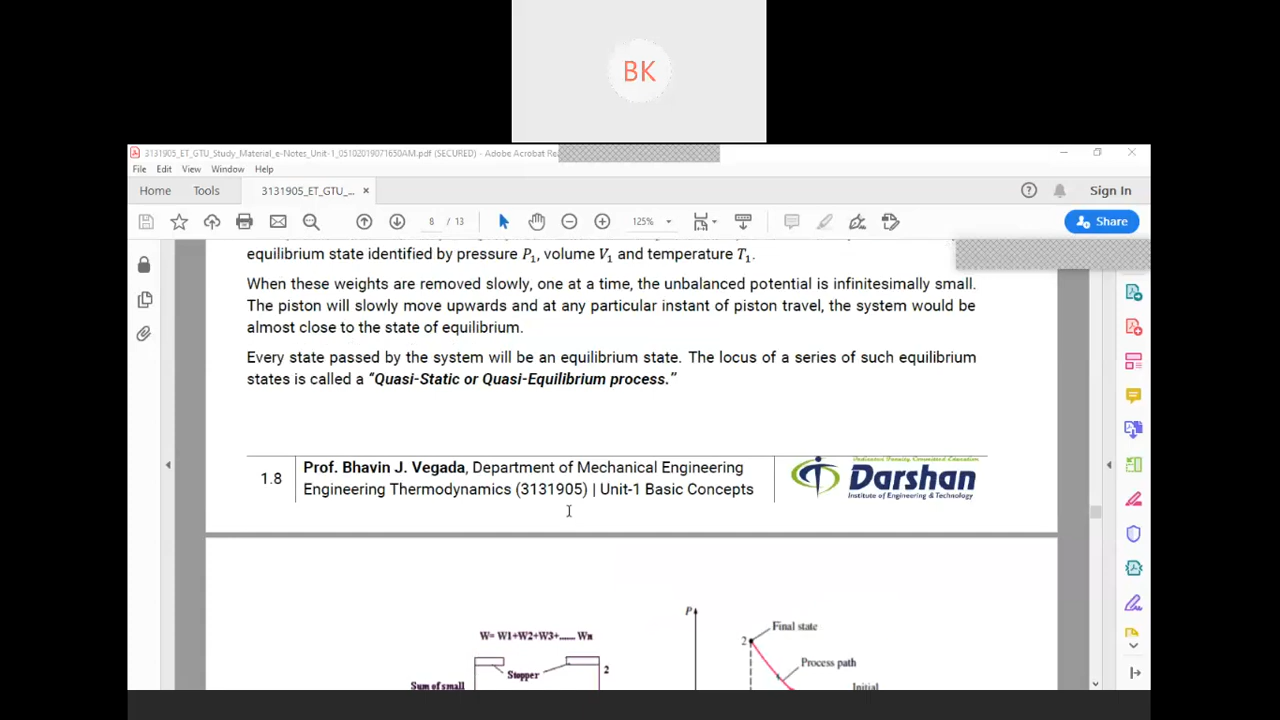 BK
3131905_ET_GTU_Study_Material_e-Notes_Unit-1_05102019071650AM.pdf (SECURED) - Adobe Acrobat Re
File Edit View Window Help
Home Tools 3131905_ET_GTU_... × Sign In
8 / 13 125% Share
equilibrium state identified by pressure P₁, volume V₁ and temperature T₁.
When these weights are removed slowly, one at a time, the unbalanced potential is infinitesimally small.
The piston will slowly move upwards and at any particular instant of piston travel, the system would be
almost close to the state of equilibrium.
Every state passed by the system will be an equilibrium state. The locus of a series of such equilibrium
states is called a “Quasi-Static or Quasi-Equilibrium process.”
1.8
Prof. Bhavin J. Vegada, Department of Mechanical Engineering
Engineering Thermodynamics (3131905) | Unit-1 Basic Concepts
Darshan
Institute of Engineering & Technology
W= W1+W2+W3+...... Wn
Stopper
2
Sum of small
P
2
Final state
Process path
Initial